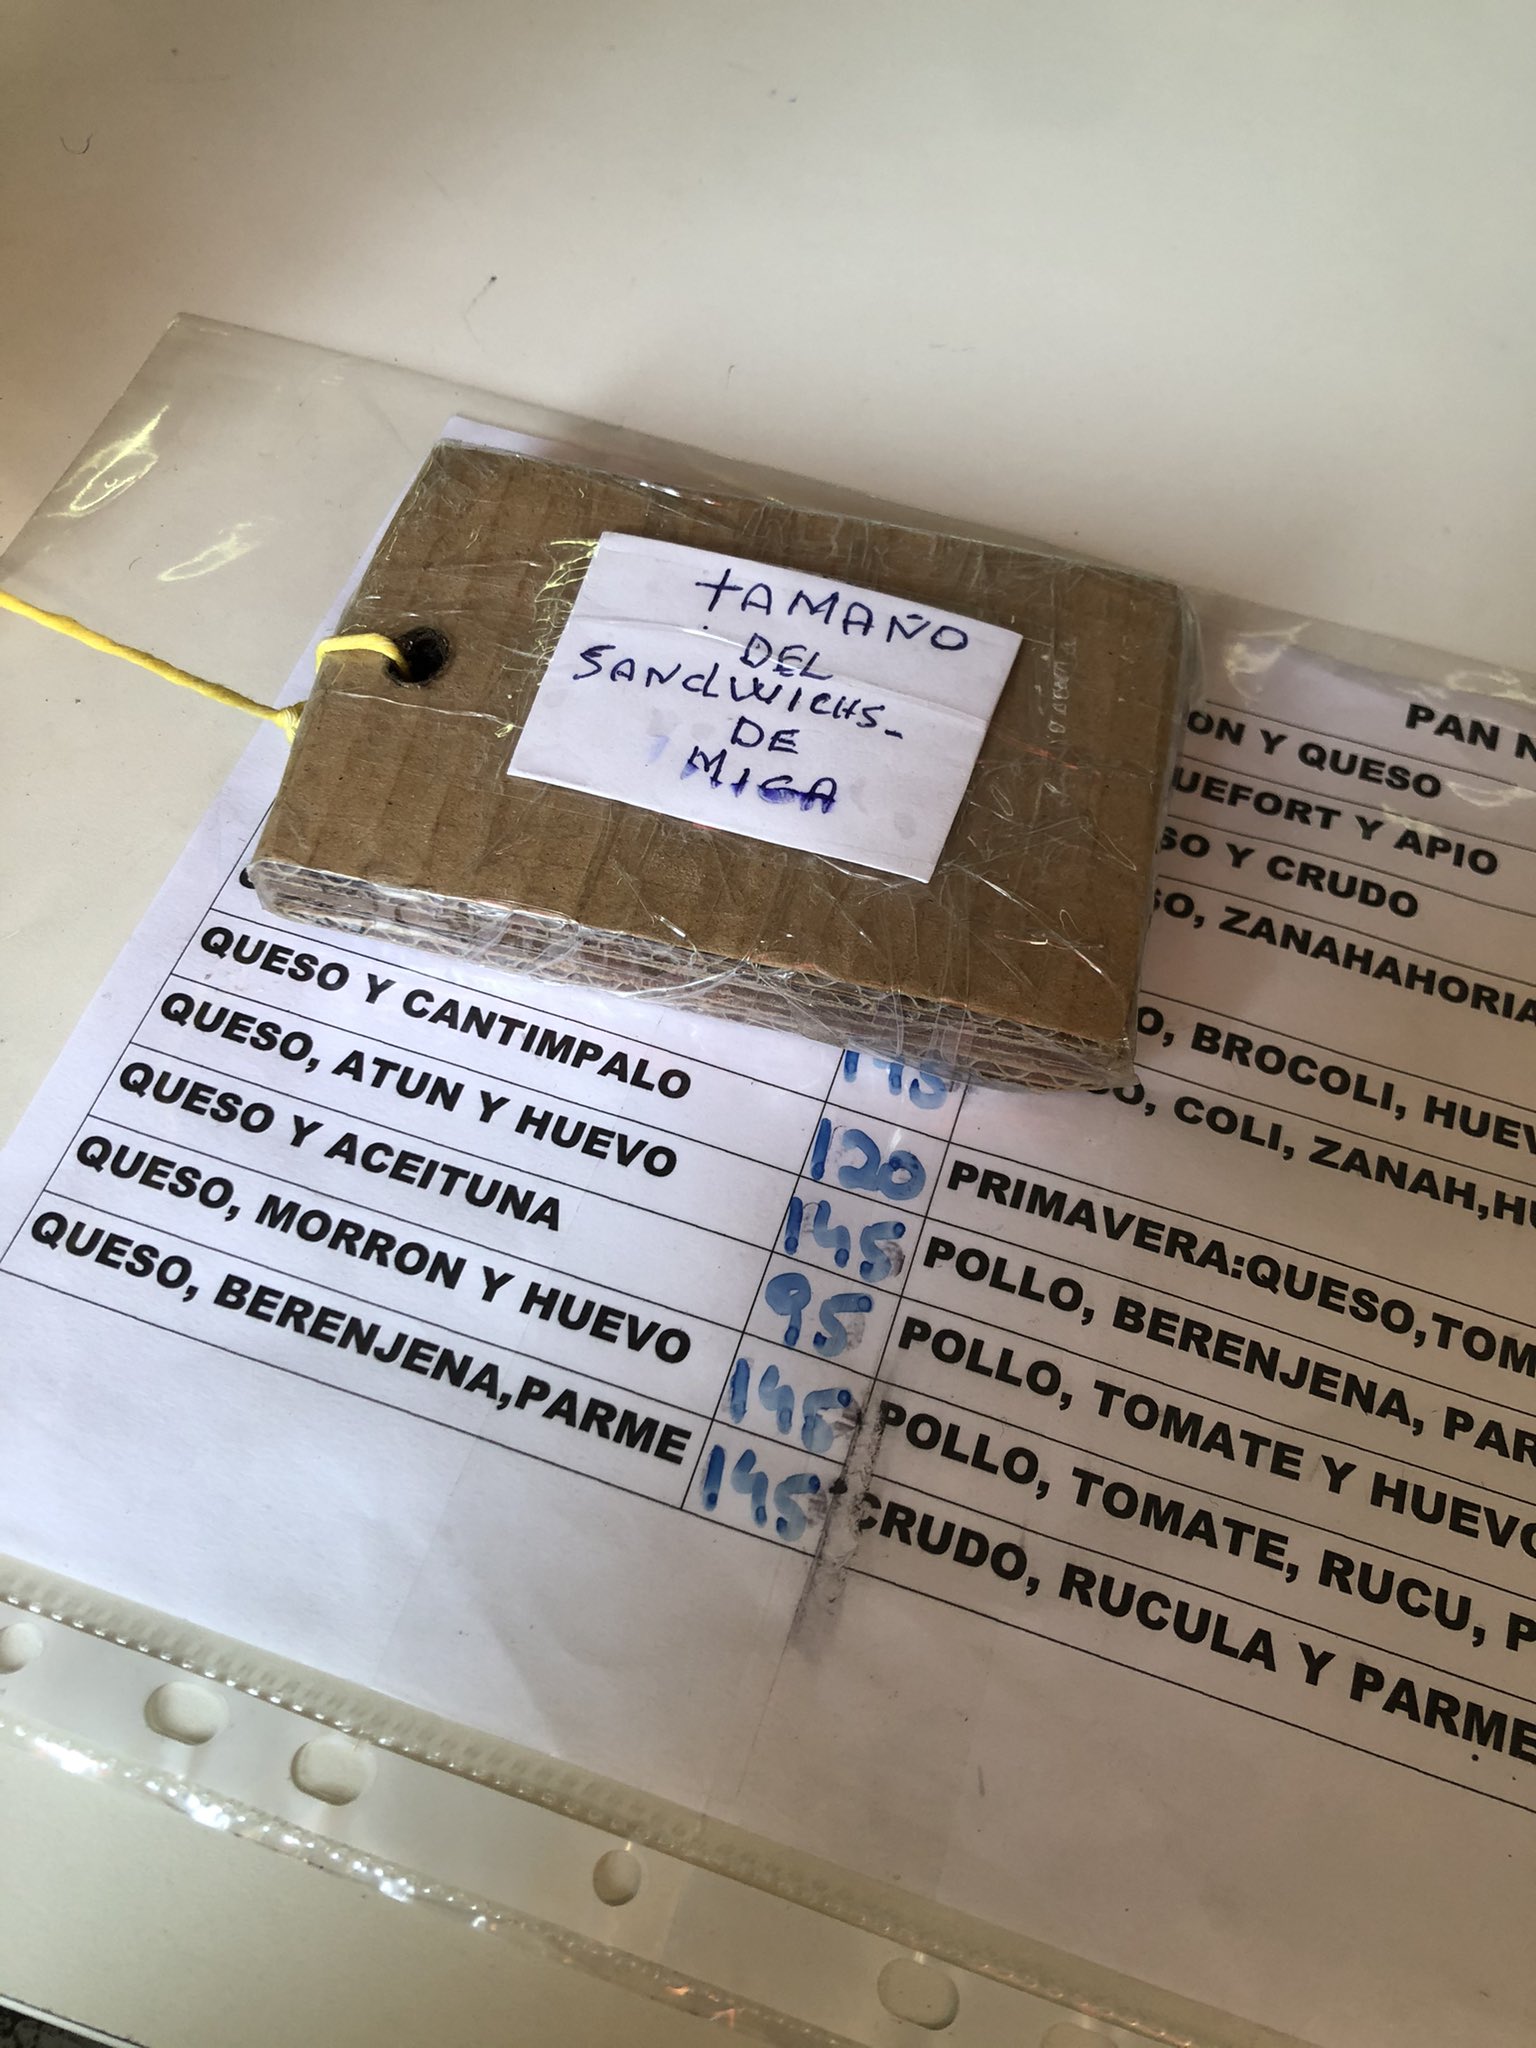 TAMAÑO
DEL
SANdWICHS-
DE
MIGA
PAN N
ON Y QUESO
UEFORT Y APIO
SO Y CRUDO
SO, ZANAHAHORIA
O, BROCOLI, HUEV
145 O, COLI, ZANAH,HU
QUESO Y CANTIMPALO 120 PRIMAVERA:QUESO,TOM
QUESO, ATUN Y HUEVO 145 POLLO, BERENJENA, PAR
QUESO Y ACEITUNA 95 POLLO, TOMATE Y HUEVO
QUESO, MORRON Y HUEVO 145 POLLO, TOMATE, RUCU, P
QUESO, BERENJENA,PARME 145 CRUDO, RUCULA Y PARME